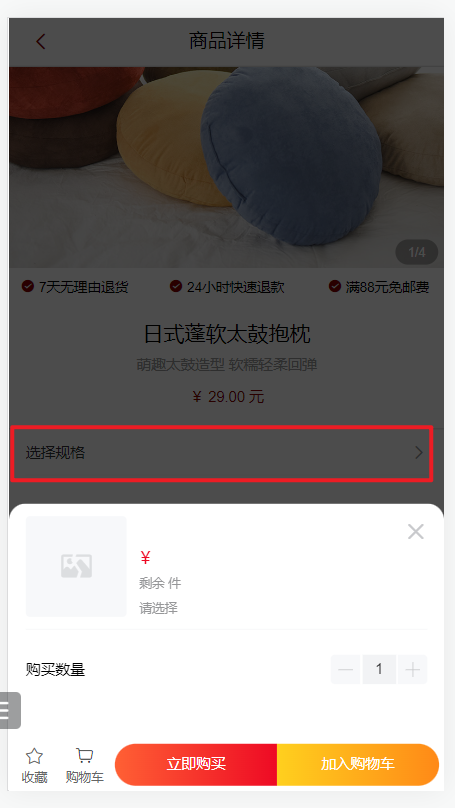 商品详情
1/4
7天无理由退货 24小时快速退款 满88元免邮费
日式蓬软太鼓抱枕
萌趣太鼓造型 软糯轻柔回弹
¥ 29.00 元
选择规格
¥
剩余 件
请选择
购买数量 1
收藏 购物车 立即购买 加入购物车